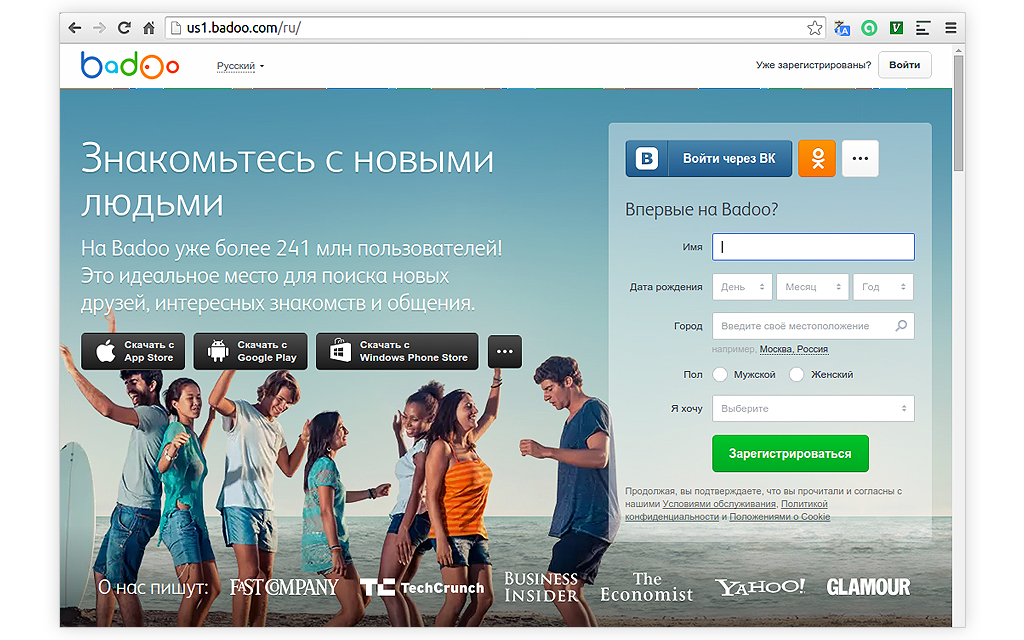 us1.badoo.com/ru/
badoo
Русский
Уже зарегистрированы?
Войти
Знакомьтесь с новыми
людьми
На Badoo уже более 241 млн пользователей!
Это идеальное место для поиска новых
друзей, интересных знакомств и общения.
Скачать с
App Store
Скачать с
Google Play
Скачать с
Windows Phone Store
...
B
Войти через ВК
...
Впервые на Badoo?
Имя
Дата рождения
День
Месяц
Год
Город
Введите своё местоположение
например, Москва, Россия
Пол
Мужской
Женский
Я хочу
Выберите
Зарегистрироваться
Продолжая, вы подтверждаете, что вы прочитали и согласны с
нашими Условиями обслуживания, Политикой
конфиденциальности и Положениями о Cookie
О нас пишут:
FAST COMPANY
TC TechCrunch
BUSINESS
INSIDER
The
Economist
YAHOO!
GLAMOUR